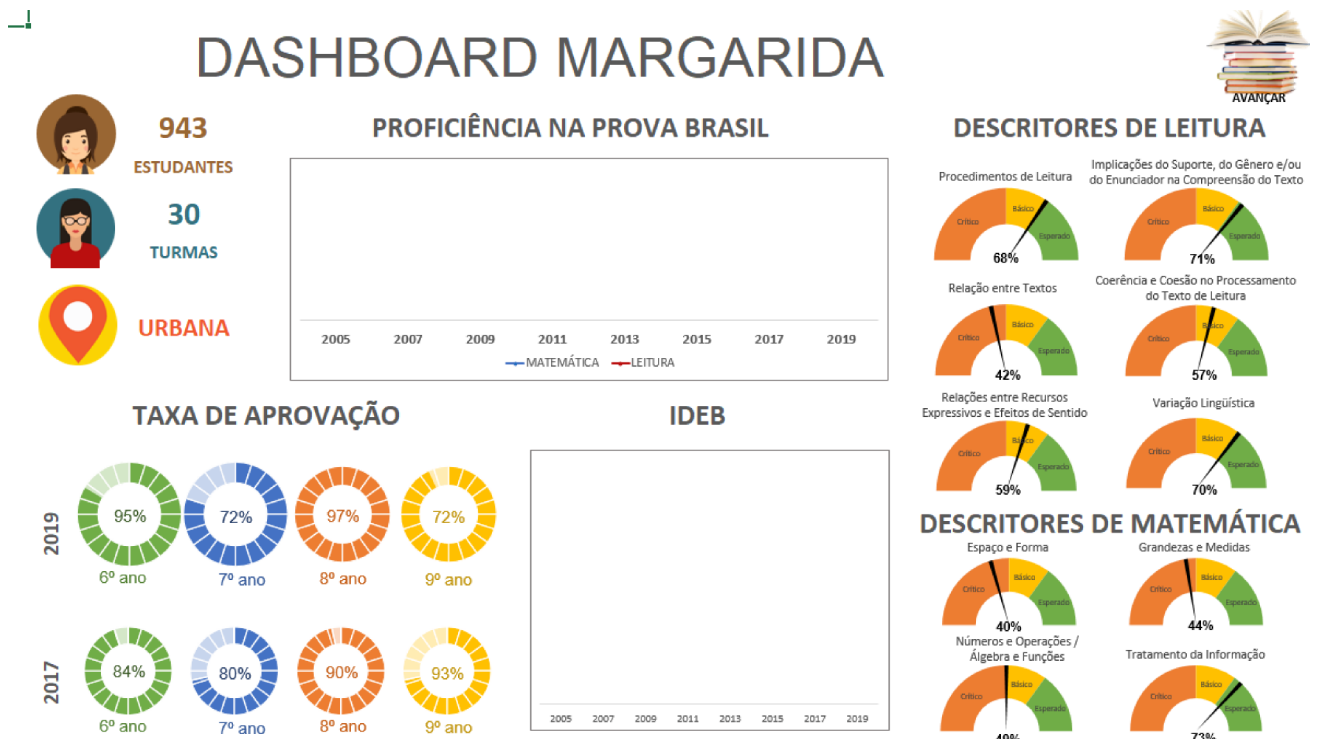 DASHBOARD MARGARIDA
AVANÇAR
943
ESTUDANTES
30
TURMAS
URBANA
PROFICIÊNCIA NA PROVA BRASIL
2005 2007 2009 2011 2013 2015 2017 2019
MATEMÁTICA LEITURA
TAXA DE APROVAÇÃO
2019
95% 72% 97% 72%
6º ano 7º ano 8º ano 9º ano
2017
84% 80% 90% 93%
6º ano 7º ano 8º ano 9º ano
IDEB
2005 2007 2009 2011 2013 2015 2017 2019
DESCRITORES DE LEITURA
Procedimentos de Leitura
Crítico Básico Esperado
68%
Implicações do Suporte, do Gênero e/ou
do Enunciador na Compreensão do Texto
Crítico Básico Esperado
71%
Relação entre Textos
Crítico Básico Esperado
42%
Coerência e Coesão no Processamento
do Texto de Leitura
Crítico Básico Esperado
57%
Relações entre Recursos
Expressivos e Efeitos de Sentido
Crítico Básico Esperado
59%
Variação Lingüística
Crítico Básico Esperado
70%
DESCRITORES DE MATEMÁTICA
Espaço e Forma
Crítico Básico Esperado
40%
Grandezas e Medidas
Crítico Básico Esperado
44%
Números e Operações /
Álgebra e Funções
Crítico Básico Esperado
49%
Tratamento da Informação
Crítico Básico Esperado
73%